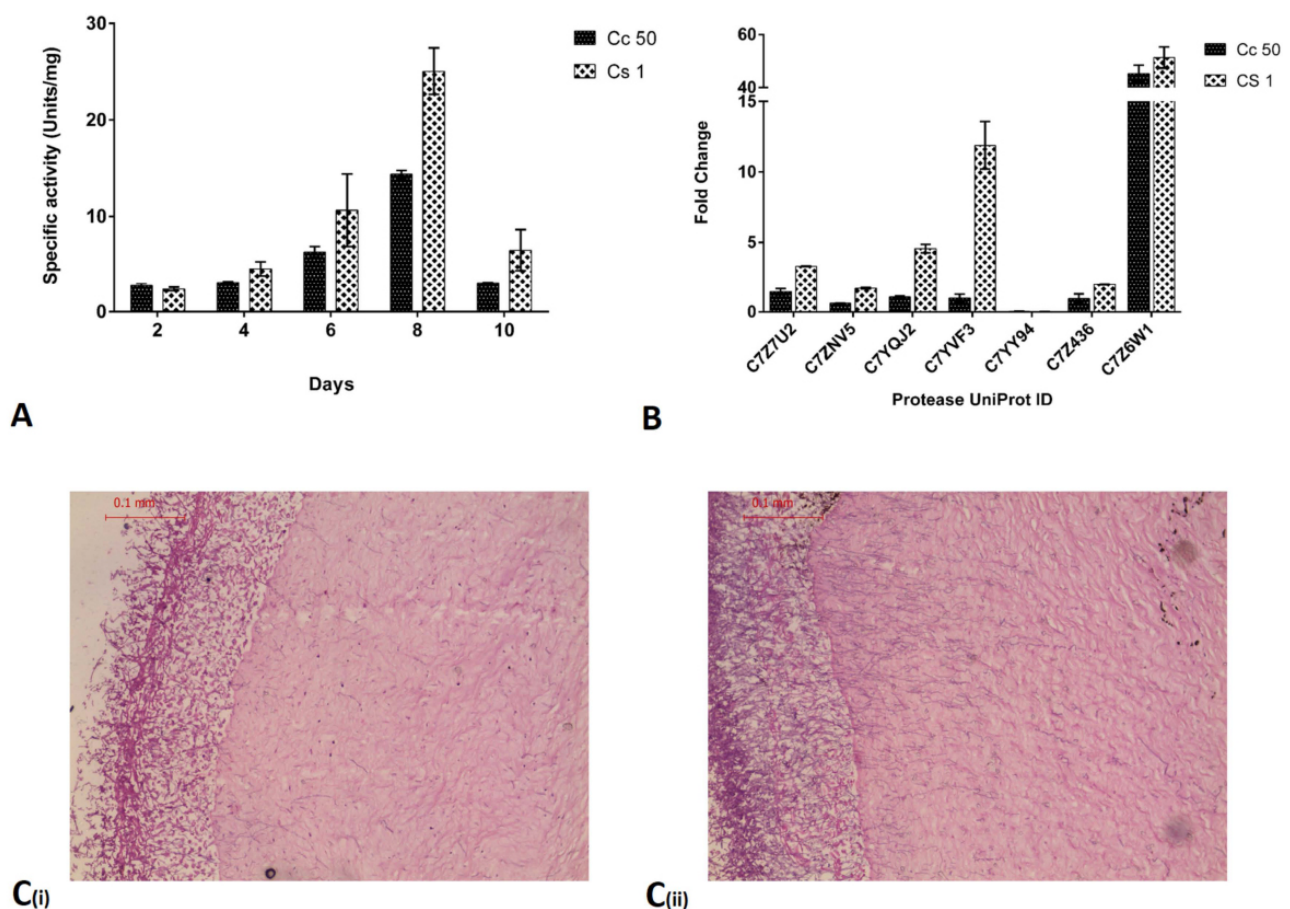 30
20
10
0
Specific activity (Units/mg)
2 4 6 8 10
Days
Cc 50
Cs 1
A
60
40
15
10
5
0
Fold Change
C7Z7U2 C7ZNV5 C7YQJ2 C7YVF3 C7YY94 C7Z436 C7Z6W1
Protease UniProt ID
Cc 50
CS 1
B
0.1 mm
C(i)
0.1 mm
C(ii)